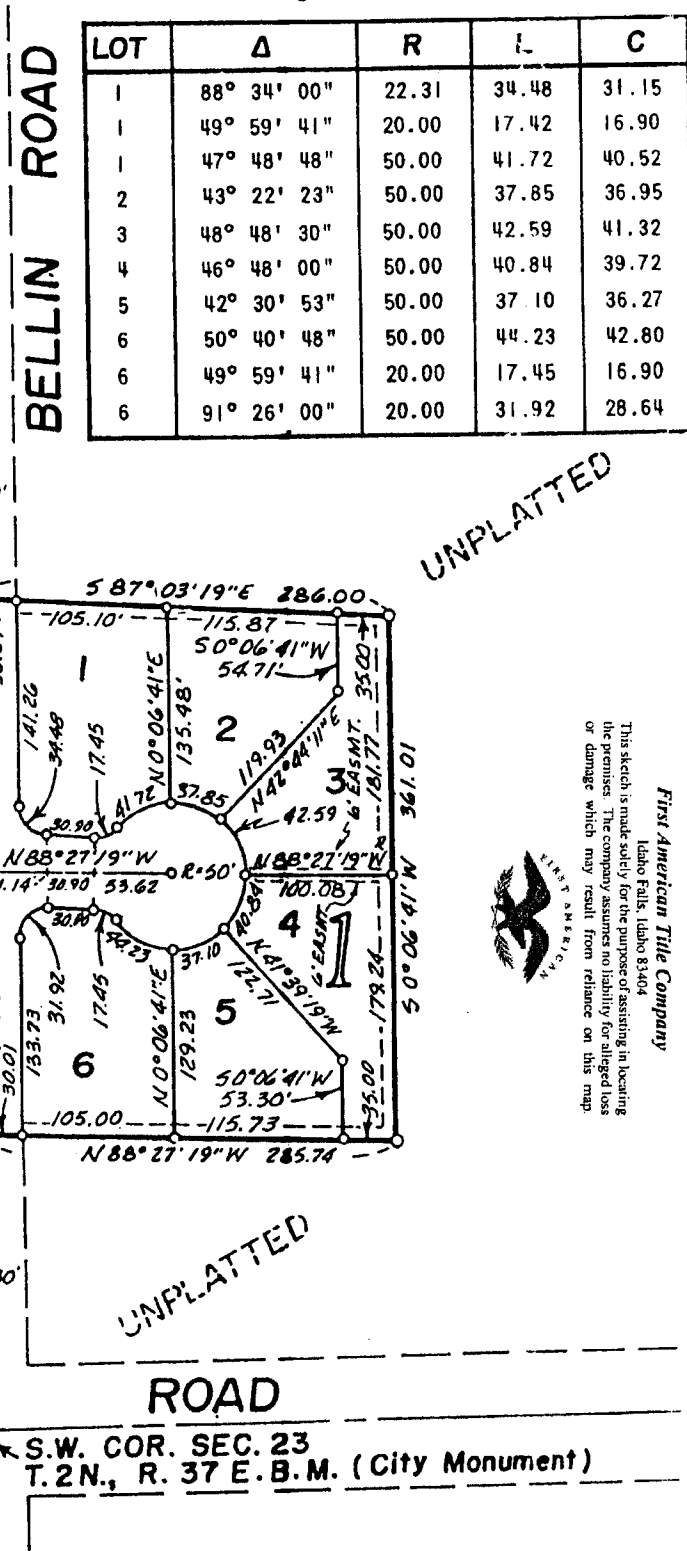 BELLIN ROAD
LOT Δ R L C
1 88° 34' 00" 22.31 34.48 31.15
1 49° 59' 41" 20.00 17.42 16.90
1 47° 48' 48" 50.00 41.72 40.52
2 43° 22' 23" 50.00 37.85 36.95
3 48° 48' 30" 50.00 42.59 41.32
4 46° 48' 00" 50.00 40.84 39.72
5 42° 30' 53" 50.00 37.10 36.27
6 50° 40' 48" 50.00 44.23 42.80
6 49° 59' 41" 20.00 17.45 16.90
6 91° 26' 00" 20.00 31.92 28.64
UNPLATTED
S 87° 03' 19" E 286.00
105.10'
115.87
S 0° 06' 41" W
54.71'
35.00
1
2
3
141.26
34.48
17.45
N 0° 06' 41" E
135.48'
119.93
N 42° 44' 11" E
6' EASMT.
181.77
361.01
41.72
37.85
42.59
30.90
N 88° 27' 19" W
N 88° 27' 19" W
R=50'
30.90 53.62
100.08
30.90
44.23
37.10
40.84
4
6' EASMT.
1
S 0° 06' 41" W
179.24
N 41° 39' 19" W
122.71
5
31.92
17.45
133.73
30.01
6
N 0° 06' 41" E
129.23
S 0° 06' 41" W
53.30'
35.00
105.00
115.73
N 88° 27' 19" W 285.74
First American Title Company
Idaho Falls, Idaho 83404
This sketch is made solely for the purpose of assisting in locating
the premises. The company assumes no liability for alleged loss
or damage which may result from reliance on this map.
FIRST AMERICAN
UNPLATTED
ROAD
S.W. COR. SEC. 23
T. 2 N., R. 37 E.B.M. (City Monument)